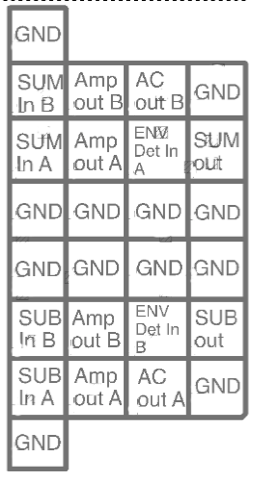 GND
SUM Amp AC GND
In B out B out B
SUM Amp ENV SUM
In A out A Det In out
A
GND GND GND GND
GND GND GND GND
SUB Amp ENV SUB
In B out B Det In out
B
SUB Amp AC GND
In A out A out A
GND